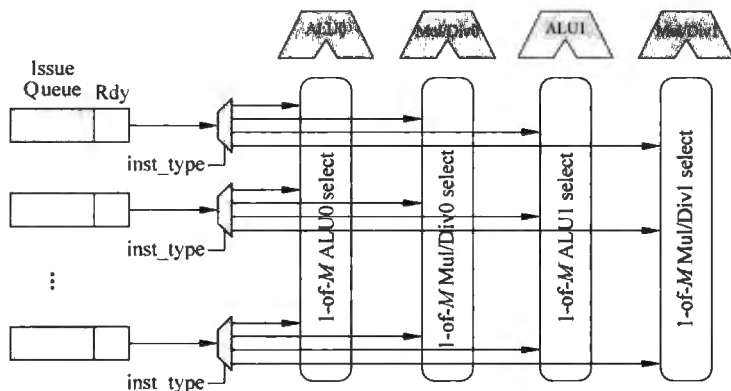 ALU0
Mul/Div0
ALU1
Mul/Div1
Issue
Queue
Rdy
inst_type
inst_type
...
inst_type
1-of-M ALU0 select
1-of-M Mul/Div0 select
1-of-M ALU1 select
1-of-M Mul/Div1 select